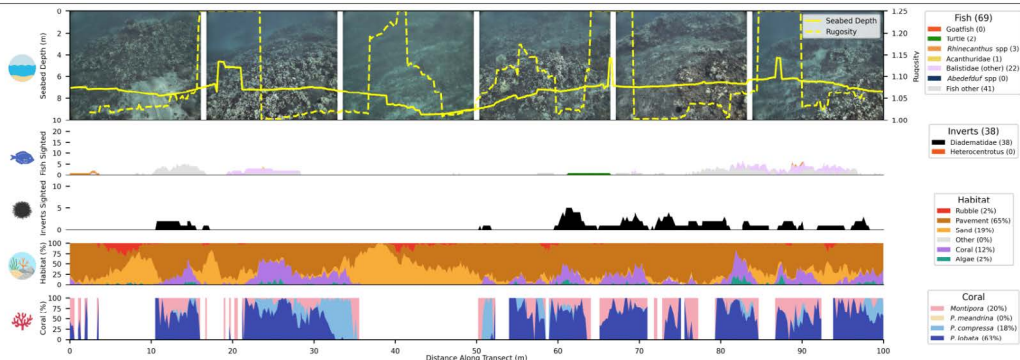 Seabed Depth (m)
0
2
4
6
8
10
Seabed Depth
Rugosity
1.25
1.20
1.15
1.10
1.05
1.00
Rugosity
Fish (69)
Goatfish (0)
Turtle (2)
Rhinecanthus spp (3)
Acanthuridae (1)
Balistidae (other) (22)
Abedefduf spp (0)
Fish other (41)
Fish Sighted
20
15
10
5
0
Inverts (38)
Diadematidae (38)
Heterocentrotus (0)
Inverts Sighted
10
5
0
Habitat (%)
100
75
50
25
0
Habitat
Rubble (2%)
Pavement (65%)
Sand (19%)
Other (0%)
Coral (12%)
Algae (2%)
Coral (%)
100
75
50
25
0
Coral
Montipora (20%)
P. meandrina (0%)
P. compressa (18%)
P. lobata (63%)
0 10 20 30 40 50 60 70 80 90 100
Distance Along Transect (m)